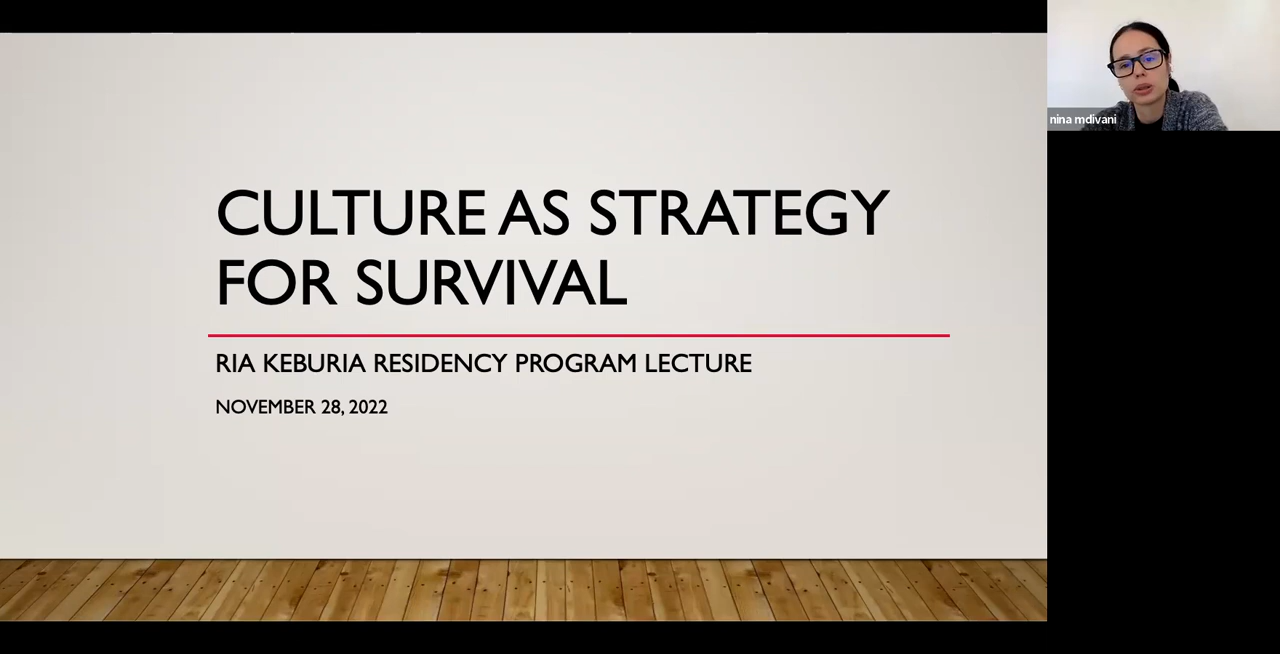 CULTURE AS STRATEGY
FOR SURVIVAL
RIA KEBURIA RESIDENCY PROGRAM LECTURE
NOVEMBER 28, 2022
nina mdivani